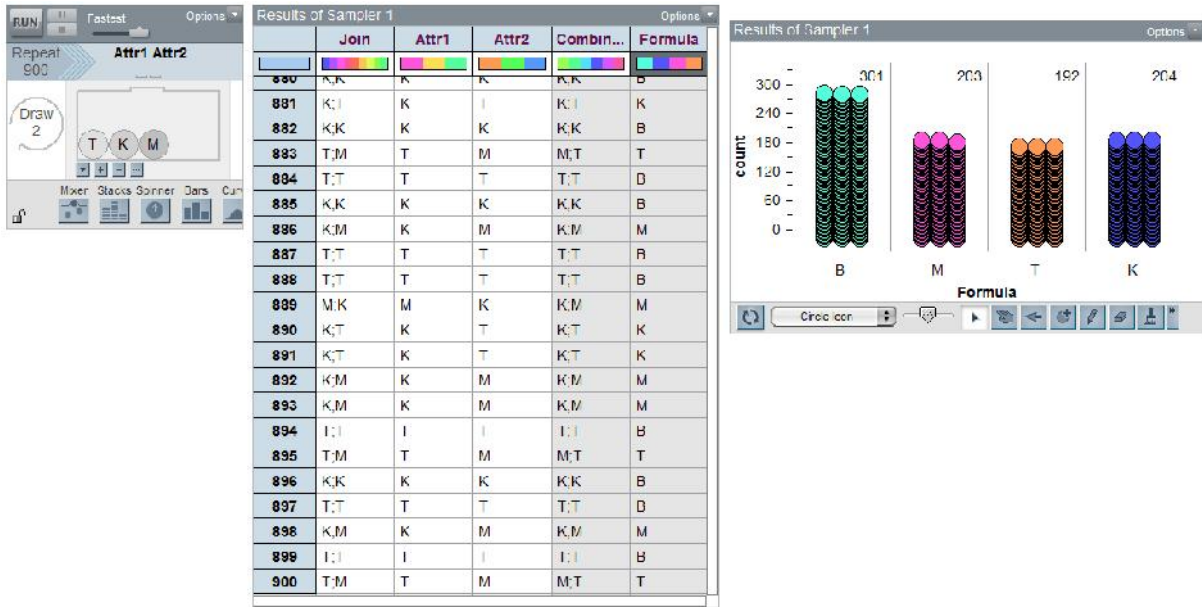 RUN Fastest Options
Repeat 900 Attr1 Attr2
Draw 2
T K M
Mixer Stacks Spinner Bars
Results of Sampler 1 Options
Join Attr1 Attr2 Combin... Formula
880 K;K K K K;K B
881 K;T K T K;T K
882 K;K K K K;K B
883 T;M T M M;T T
884 T;T T T T;T B
885 K;K K K K;K B
886 K;M K M K;M M
887 T;T T T T;T B
888 T;T T T T;T B
889 M;K M K K;M M
890 K;T K T K;T K
891 K;T K T K;T K
892 K;M K M K;M M
893 K;M K M K;M M
894 T;T T T T;T B
895 T;M T M M;T T
896 K;K K K K;K B
897 T;T T T T;T B
898 K;M K M K;M M
899 T;T T T T;T B
900 T;M T M M;T T
Results of Sampler 1 Options
301 203 192 204
300
240
180
120
60
0
count
B M T K
Formula
Circle Icon